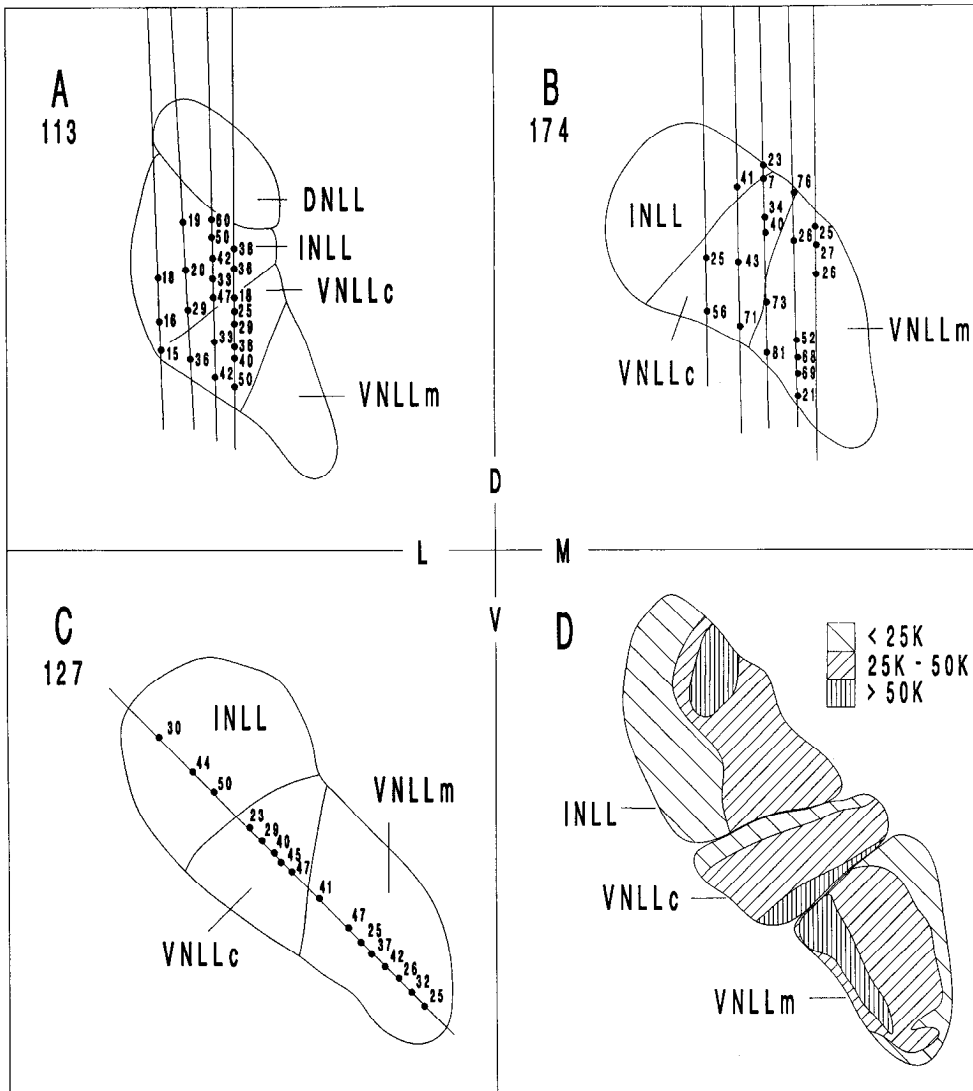 A
113
DNLL
INLL
VNLLc
VNLLm
19
60
50
42
38
18
20
33
36
29
47
18
16
25
29
15
36
33
38
40
42
50
B
174
INLL
VNLLc
VNLLm
23
41
7
76
34
40
25
26
27
25
43
26
56
71
73
81
52
68
69
21
D
L
M
V
C
127
INLL
VNLLm
VNLLc
30
44
50
23
29
40
45
47
41
47
25
37
42
26
32
25
D
< 25K
25K - 50K
> 50K
INLL
VNLLc
VNLLm